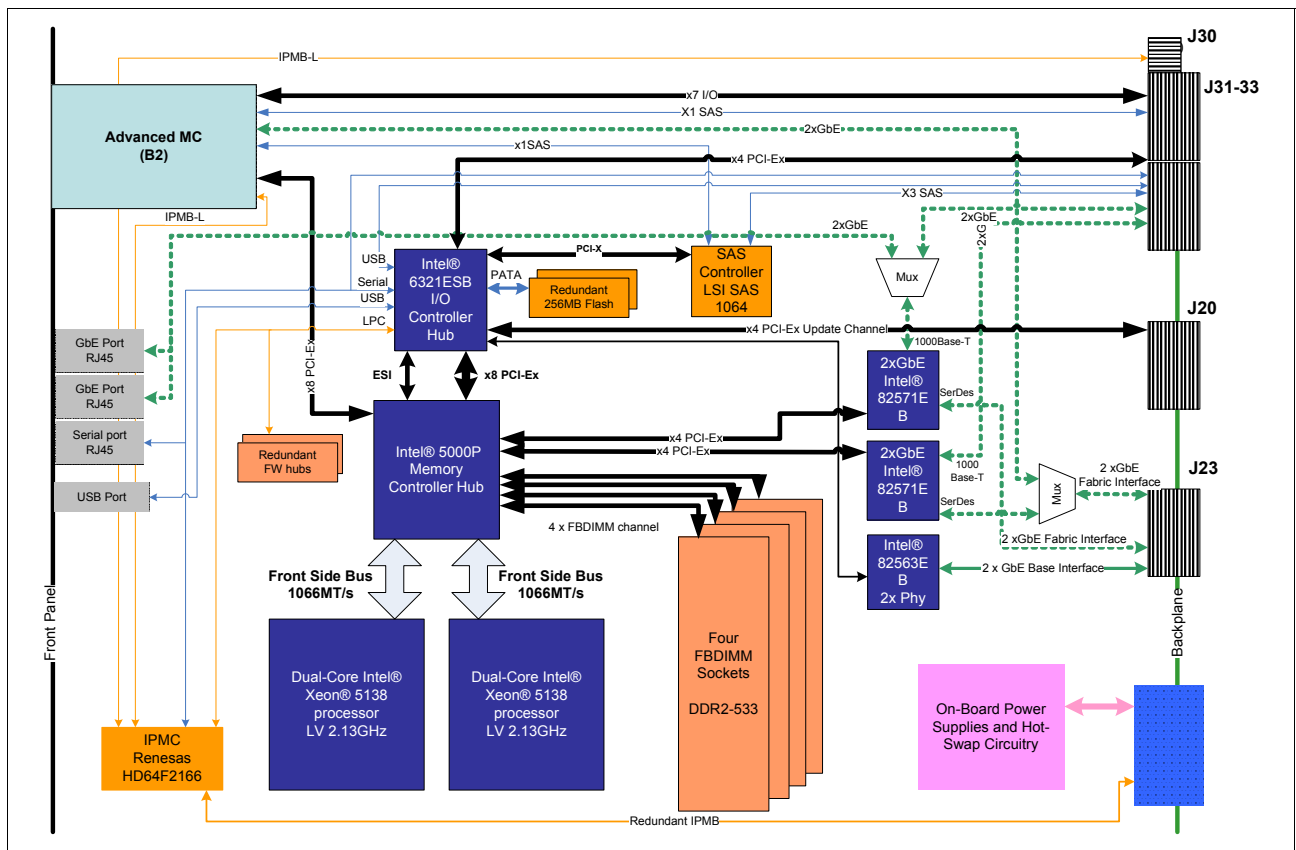 J30
IPMB-L
J31-33
x7 I/O
X1 SAS
Advanced MC
(B2)
2xGbE
x1SAS
x4 PCI-Ex
X3 SAS
IPMB-L
2xGbE
2xGbE
2xGbE
PCI-X
USB
Intel®
6321ESB
I/O
Controller
Hub
PATA
Serial
USB
LPC
Redundant
256MB Flash
SAS
Controller
LSI SAS
1064
Mux
J20
x4 PCI-Ex Update Channel
1000Base-T
GbE Port
RJ45
x8 PCI-Ex
ESI
x8 PCI-Ex
2xGbE
Intel®
82571E
B
SerDes
GbE Port
RJ45
Serial port
RJ45
Redundant
FW hubs
Intel® 5000P
Memory
Controller Hub
x4 PCI-Ex
x4 PCI-Ex
2xGbE
Intel®
82571E
B
1000
Base-T
SerDes
Mux
J23
2 xGbE
Fabric Interface
USB Port
4 x FBDIMM channel
2 xGbE Fabric Interface
Intel®
82563E
B
2x Phy
2 x GbE Base Interface
Front Side Bus
1066MT/s
Front Side Bus
1066MT/s
Front Panel
Backplane
Dual-Core Intel®
Xeon® 5138
processor
LV 2.13GHz
Dual-Core Intel®
Xeon® 5138
processor
LV 2.13GHz
Four
FBDIMM
Sockets
DDR2-533
On-Board Power
Supplies and Hot-
Swap Circuitry
IPMC
Renesas
HD64F2166
Redundant IPMB